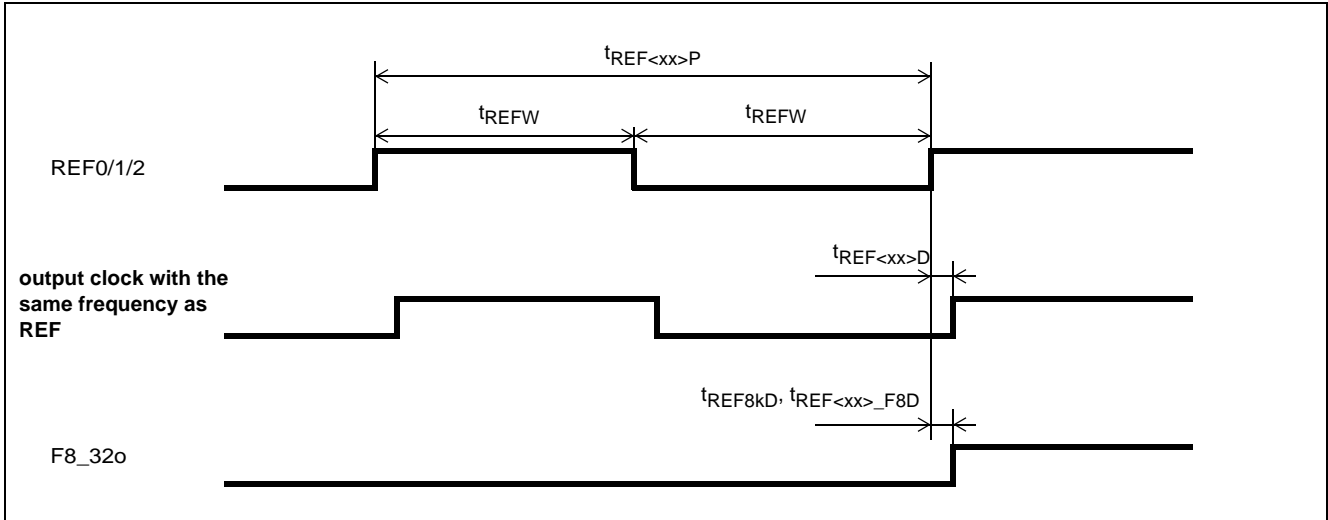 tREF<xx>P
tREFW tREFW
REF0/1/2
tREF<xx>D
output clock with the
same frequency as
REF
tREF8kD, tREF<xx>_F8D
F8_32o